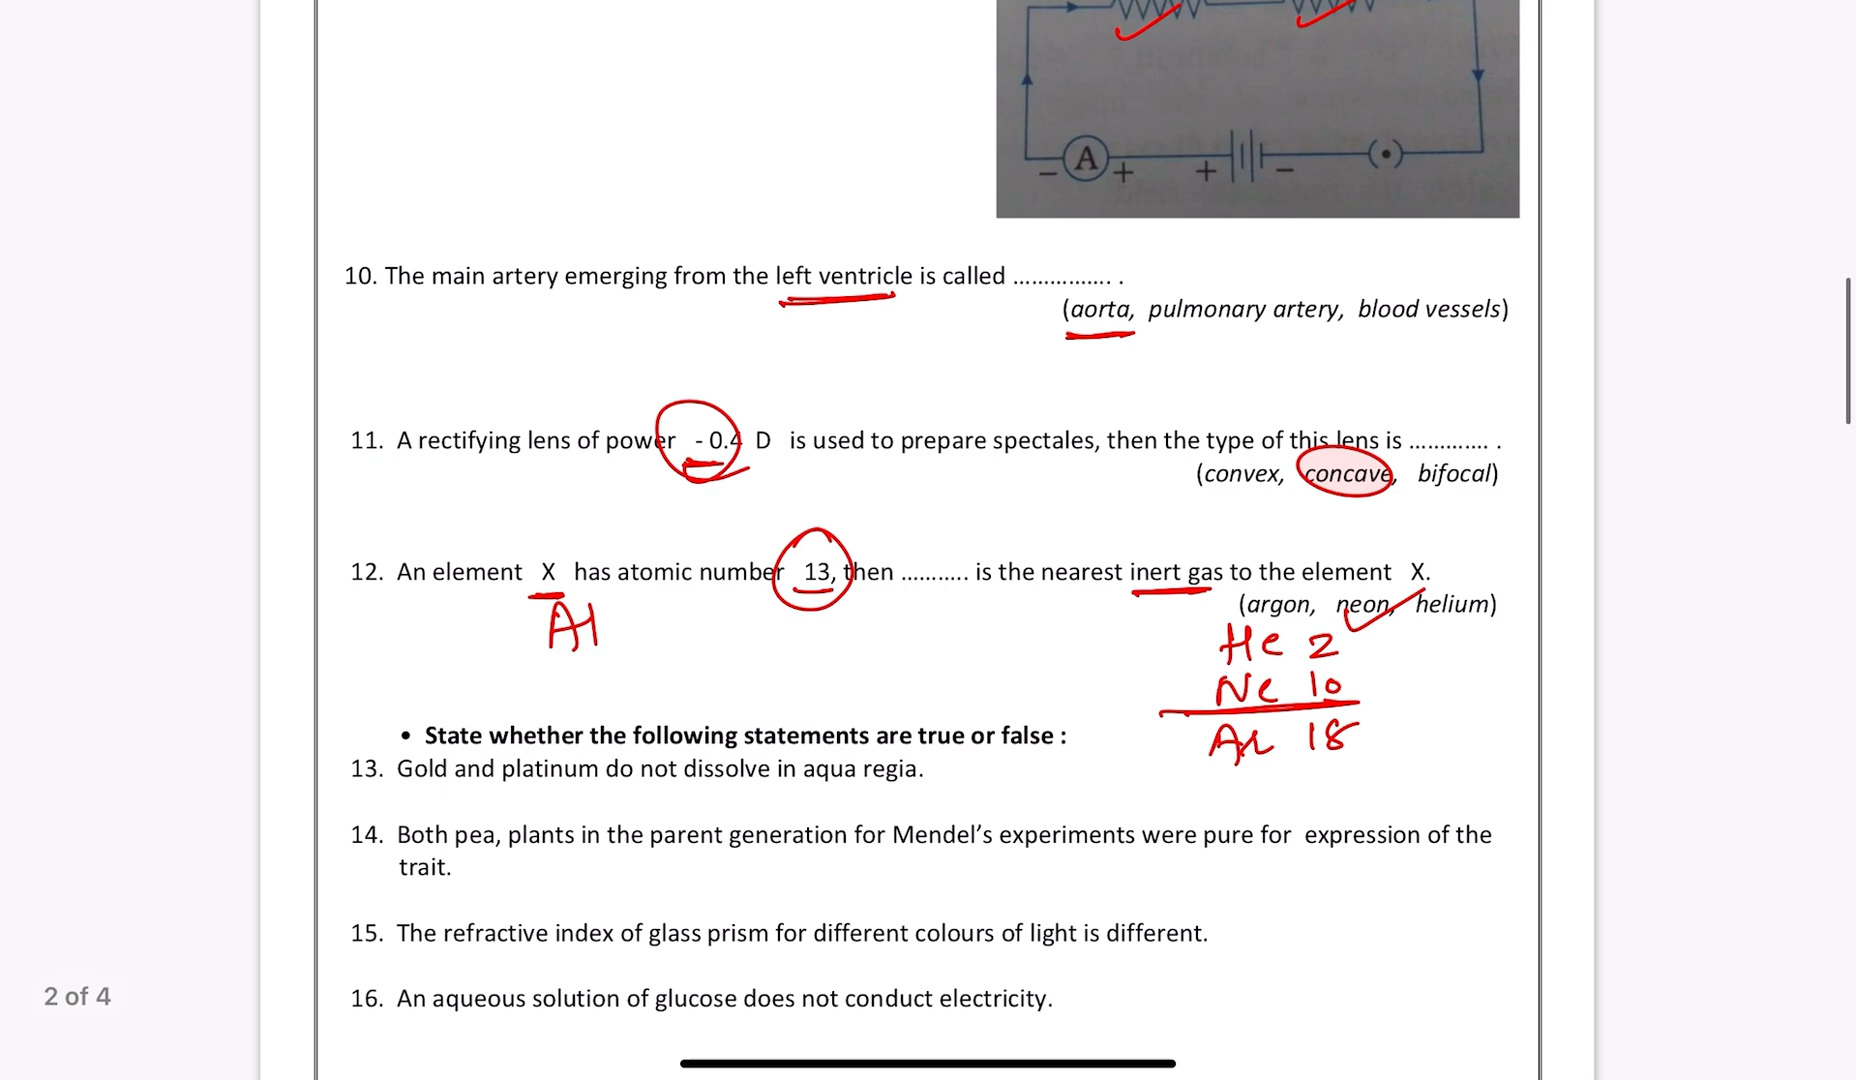 - A + + -
10. The main artery emerging from the left ventricle is called ................ .
(aorta, pulmonary artery, blood vessels)
11. A rectifying lens of power - 0.4 D is used to prepare spectales, then the type of this lens is ............. .
(convex, concave, bifocal)
12. An element X has atomic number 13, then ........... is the nearest inert gas to the element X.
(argon, neon, helium)
Al
He 2
Ne 10
Ar 18
• State whether the following statements are true or false :
13. Gold and platinum do not dissolve in aqua regia.
14. Both pea, plants in the parent generation for Mendel’s experiments were pure for expression of the
trait.
15. The refractive index of glass prism for different colours of light is different.
2 of 4
16. An aqueous solution of glucose does not conduct electricity.